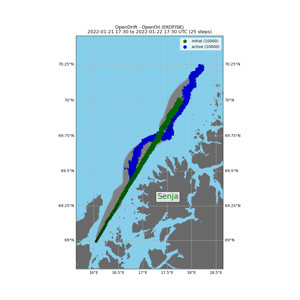 OpenDrift - OpenOil (EKOFISK)
2022-01-21 17:30 to 2022-01-22 17:30 UTC (25 steps)
initial (10000)
active (10000)
70.25°N 70.25°N
70°N 70°N
69.75°N 69.75°N
69.5°N 69.5°N
Senja
69.25°N 69.25°N
69°N 69°N
16°E 16.5°E 17°E 17.5°E 18°E 18.5°E